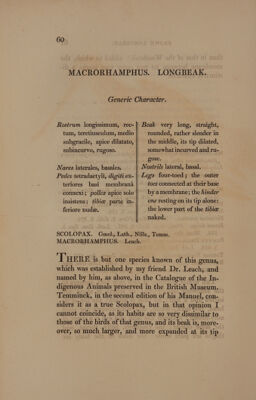 60
MACRORHAMPHUS. LONGBEAK.
Generic Character.
Rostrum longissimum, rec-
tum, teretiusculum, medio
subgracile, apice dilatato,
subincurvo, rugoso.
Nares laterales, basales.
Pedes tetradactyli, digiti ex-
teriores basi membranâ
connexi; pollex apice solo
insistens; tibiæ parte in-
feriore nudæ.
Beak very long, straight,
rounded, rather slender in
the middle, its tip dilated,
somewhat incurved and ru-
gose.
Nostrils lateral, basal.
Legs four-toed; the outer
toes connected at their base
by a membrane; the hinder
one resting on its tip alone:
the lower part of the tibiæ
naked.
SCOLOPAX. Gmel., Lath., Nills., Temm.
MACRORHAMPHUS. Leach.
THERE is but one species known of this genus,
which was established by my friend Dr. Leach, and
named by him, as above, in the Catalogue of the In-
digenous Animals preserved in the British Museum.
Temminck, in the second edition of his Manuel, con-
siders it as a true Scolopax, but in that opinion I
cannot coincide, as its habits are so very dissimilar to
those of the birds of that genus, and its beak is, more-
over, so much larger, and more expanded at its tip